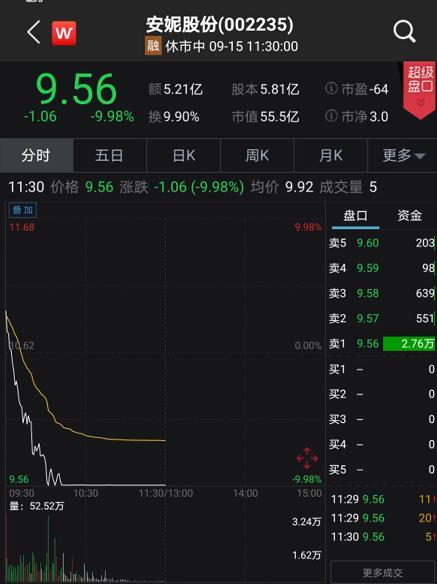 W
安妮股份(002235)
融 休市中 09-15 11:30:00
9.56
-1.06 -9.98%
额 5.21亿 股本 5.81亿 市盈 -64
换 9.90% 市值 55.5亿 市净 3.0
超级
盘口
分时 五日 日K 周K 月K 更多
11:30 价格 9.56 涨跌 -1.06 (-9.98%) 均价 9.92 成交量 5
叠加
11.68 9.98%
10.62 0.00%
9.56 -9.98%
09:30 10:30 11:30/13:00 14:00 15:00
量: 52.52万
3.24万
1.62万
盘口 资金
卖5 9.60 203
卖4 9.59 98
卖3 9.58 639
卖2 9.57 551
卖1 9.56 2.76万
买1 -- 0
买2 -- 0
买3 -- 0
买4 -- 0
买5 -- 0
11:29 9.56 11↑
11:29 9.56 20↑
11:30 9.56 5↑
更多成交